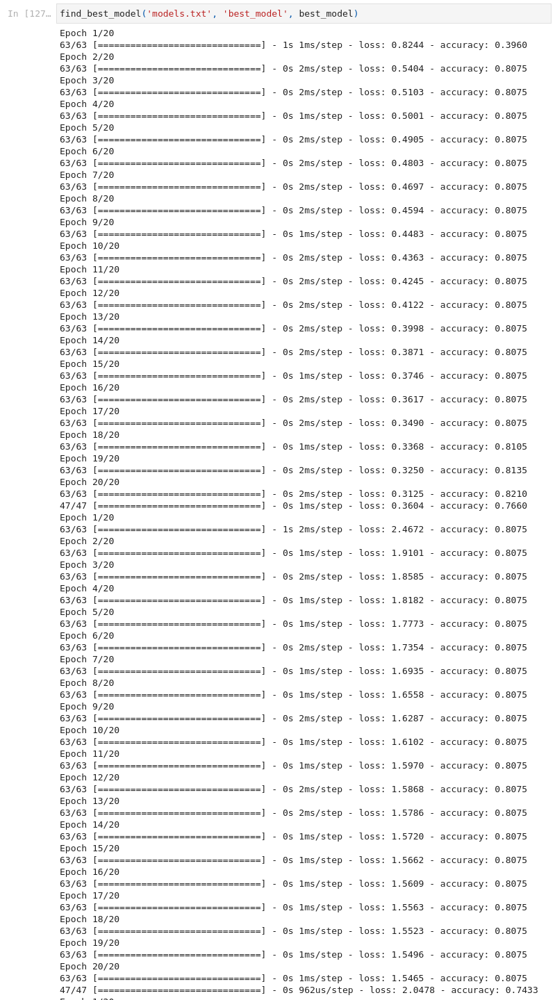 In [127… find_best_model('models.txt', 'best_model', best_model)
Epoch 1/20
63/63 [==============================] - 1s 1ms/step - loss: 0.8244 - accuracy: 0.3960
Epoch 2/20
63/63 [==============================] - 0s 2ms/step - loss: 0.5404 - accuracy: 0.8075
Epoch 3/20
63/63 [==============================] - 0s 2ms/step - loss: 0.5103 - accuracy: 0.8075
Epoch 4/20
63/63 [==============================] - 0s 1ms/step - loss: 0.5001 - accuracy: 0.8075
Epoch 5/20
63/63 [==============================] - 0s 2ms/step - loss: 0.4905 - accuracy: 0.8075
Epoch 6/20
63/63 [==============================] - 0s 2ms/step - loss: 0.4803 - accuracy: 0.8075
Epoch 7/20
63/63 [==============================] - 0s 2ms/step - loss: 0.4697 - accuracy: 0.8075
Epoch 8/20
63/63 [==============================] - 0s 2ms/step - loss: 0.4594 - accuracy: 0.8075
Epoch 9/20
63/63 [==============================] - 0s 1ms/step - loss: 0.4483 - accuracy: 0.8075
Epoch 10/20
63/63 [==============================] - 0s 2ms/step - loss: 0.4363 - accuracy: 0.8075
Epoch 11/20
63/63 [==============================] - 0s 2ms/step - loss: 0.4245 - accuracy: 0.8075
Epoch 12/20
63/63 [==============================] - 0s 2ms/step - loss: 0.4122 - accuracy: 0.8075
Epoch 13/20
63/63 [==============================] - 0s 2ms/step - loss: 0.3998 - accuracy: 0.8075
Epoch 14/20
63/63 [==============================] - 0s 2ms/step - loss: 0.3871 - accuracy: 0.8075
Epoch 15/20
63/63 [==============================] - 0s 1ms/step - loss: 0.3746 - accuracy: 0.8075
Epoch 16/20
63/63 [==============================] - 0s 2ms/step - loss: 0.3617 - accuracy: 0.8075
Epoch 17/20
63/63 [==============================] - 0s 2ms/step - loss: 0.3490 - accuracy: 0.8075
Epoch 18/20
63/63 [==============================] - 0s 1ms/step - loss: 0.3368 - accuracy: 0.8105
Epoch 19/20
63/63 [==============================] - 0s 2ms/step - loss: 0.3250 - accuracy: 0.8135
Epoch 20/20
63/63 [==============================] - 0s 2ms/step - loss: 0.3125 - accuracy: 0.8210
47/47 [==============================] - 0s 1ms/step - loss: 0.3604 - accuracy: 0.7660
Epoch 1/20
63/63 [==============================] - 1s 2ms/step - loss: 2.4672 - accuracy: 0.8075
Epoch 2/20
63/63 [==============================] - 0s 1ms/step - loss: 1.9101 - accuracy: 0.8075
Epoch 3/20
63/63 [==============================] - 0s 2ms/step - loss: 1.8585 - accuracy: 0.8075
Epoch 4/20
63/63 [==============================] - 0s 1ms/step - loss: 1.8182 - accuracy: 0.8075
Epoch 5/20
63/63 [==============================] - 0s 1ms/step - loss: 1.7773 - accuracy: 0.8075
Epoch 6/20
63/63 [==============================] - 0s 2ms/step - loss: 1.7354 - accuracy: 0.8075
Epoch 7/20
63/63 [==============================] - 0s 1ms/step - loss: 1.6935 - accuracy: 0.8075
Epoch 8/20
63/63 [==============================] - 0s 1ms/step - loss: 1.6558 - accuracy: 0.8075
Epoch 9/20
63/63 [==============================] - 0s 2ms/step - loss: 1.6287 - accuracy: 0.8075
Epoch 10/20
63/63 [==============================] - 0s 1ms/step - loss: 1.6102 - accuracy: 0.8075
Epoch 11/20
63/63 [==============================] - 0s 1ms/step - loss: 1.5970 - accuracy: 0.8075
Epoch 12/20
63/63 [==============================] - 0s 2ms/step - loss: 1.5868 - accuracy: 0.8075
Epoch 13/20
63/63 [==============================] - 0s 2ms/step - loss: 1.5786 - accuracy: 0.8075
Epoch 14/20
63/63 [==============================] - 0s 1ms/step - loss: 1.5720 - accuracy: 0.8075
Epoch 15/20
63/63 [==============================] - 0s 1ms/step - loss: 1.5662 - accuracy: 0.8075
Epoch 16/20
63/63 [==============================] - 0s 1ms/step - loss: 1.5609 - accuracy: 0.8075
Epoch 17/20
63/63 [==============================] - 0s 1ms/step - loss: 1.5563 - accuracy: 0.8075
Epoch 18/20
63/63 [==============================] - 0s 1ms/step - loss: 1.5523 - accuracy: 0.8075
Epoch 19/20
63/63 [==============================] - 0s 1ms/step - loss: 1.5496 - accuracy: 0.8075
Epoch 20/20
63/63 [==============================] - 0s 1ms/step - loss: 1.5465 - accuracy: 0.8075
47/47 [==============================] - 0s 962us/step - loss: 2.0478 - accuracy: 0.7433